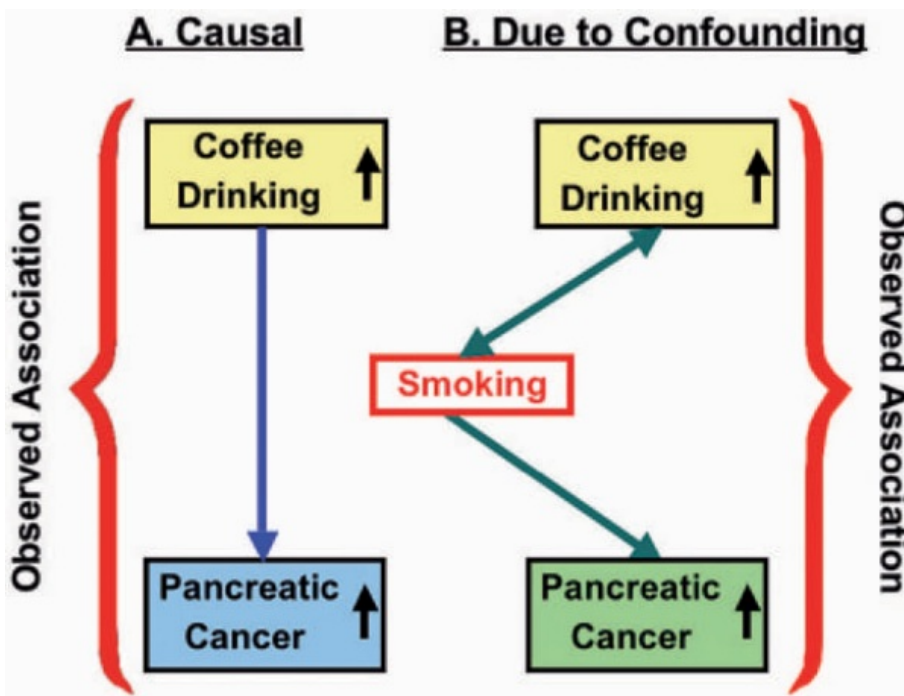 A. Causal
B. Due to Confounding
Observed Association
Coffee
Drinking
Pancreatic
Cancer
Coffee
Drinking
Smoking
Pancreatic
Cancer
Observed Association